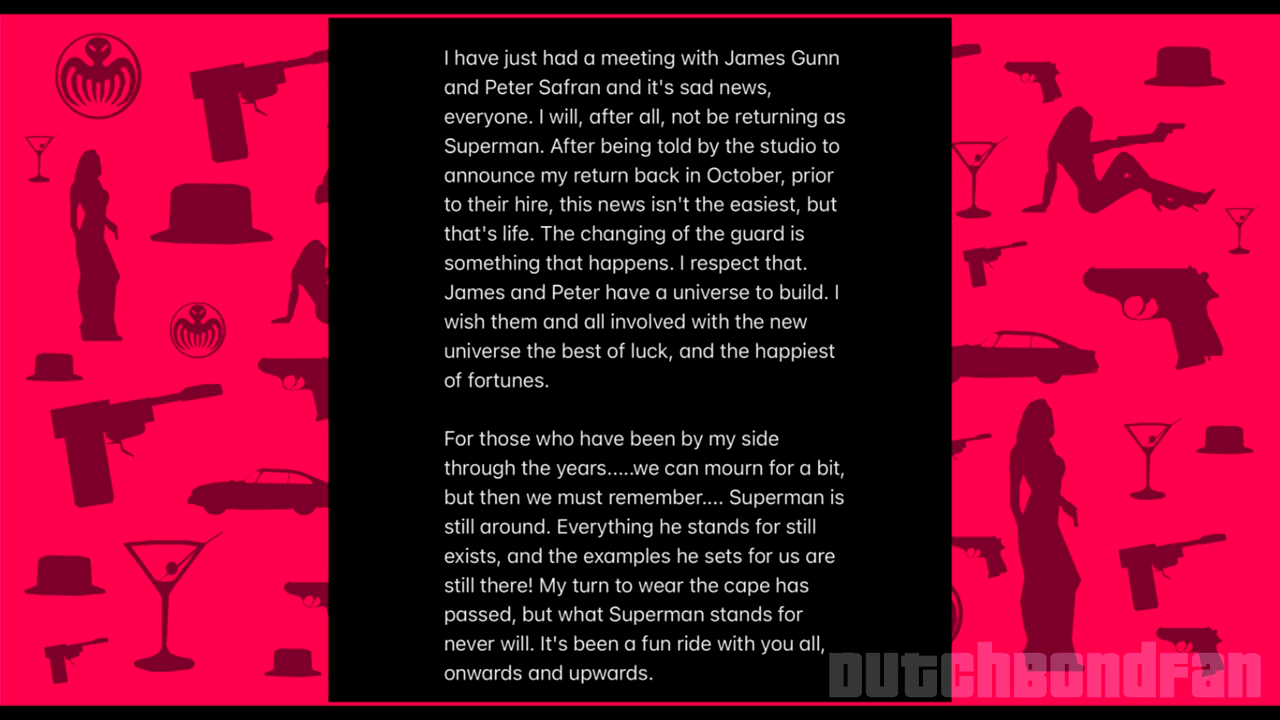 I have just had a meeting with James Gunn
and Peter Safran and it's sad news,
everyone. I will, after all, not be returning as
Superman. After being told by the studio to
announce my return back in October, prior
to their hire, this news isn't the easiest, but
that's life. The changing of the guard is
something that happens. I respect that.
James and Peter have a universe to build. I
wish them and all involved with the new
universe the best of luck, and the happiest
of fortunes.
For those who have been by my side
through the years.....we can mourn for a bit,
but then we must remember.... Superman is
still around. Everything he stands for still
exists, and the examples he sets for us are
still there! My turn to wear the cape has
passed, but what Superman stands for
never will. It's been a fun ride with you all,
onwards and upwards.
DUTCHBONDFAN